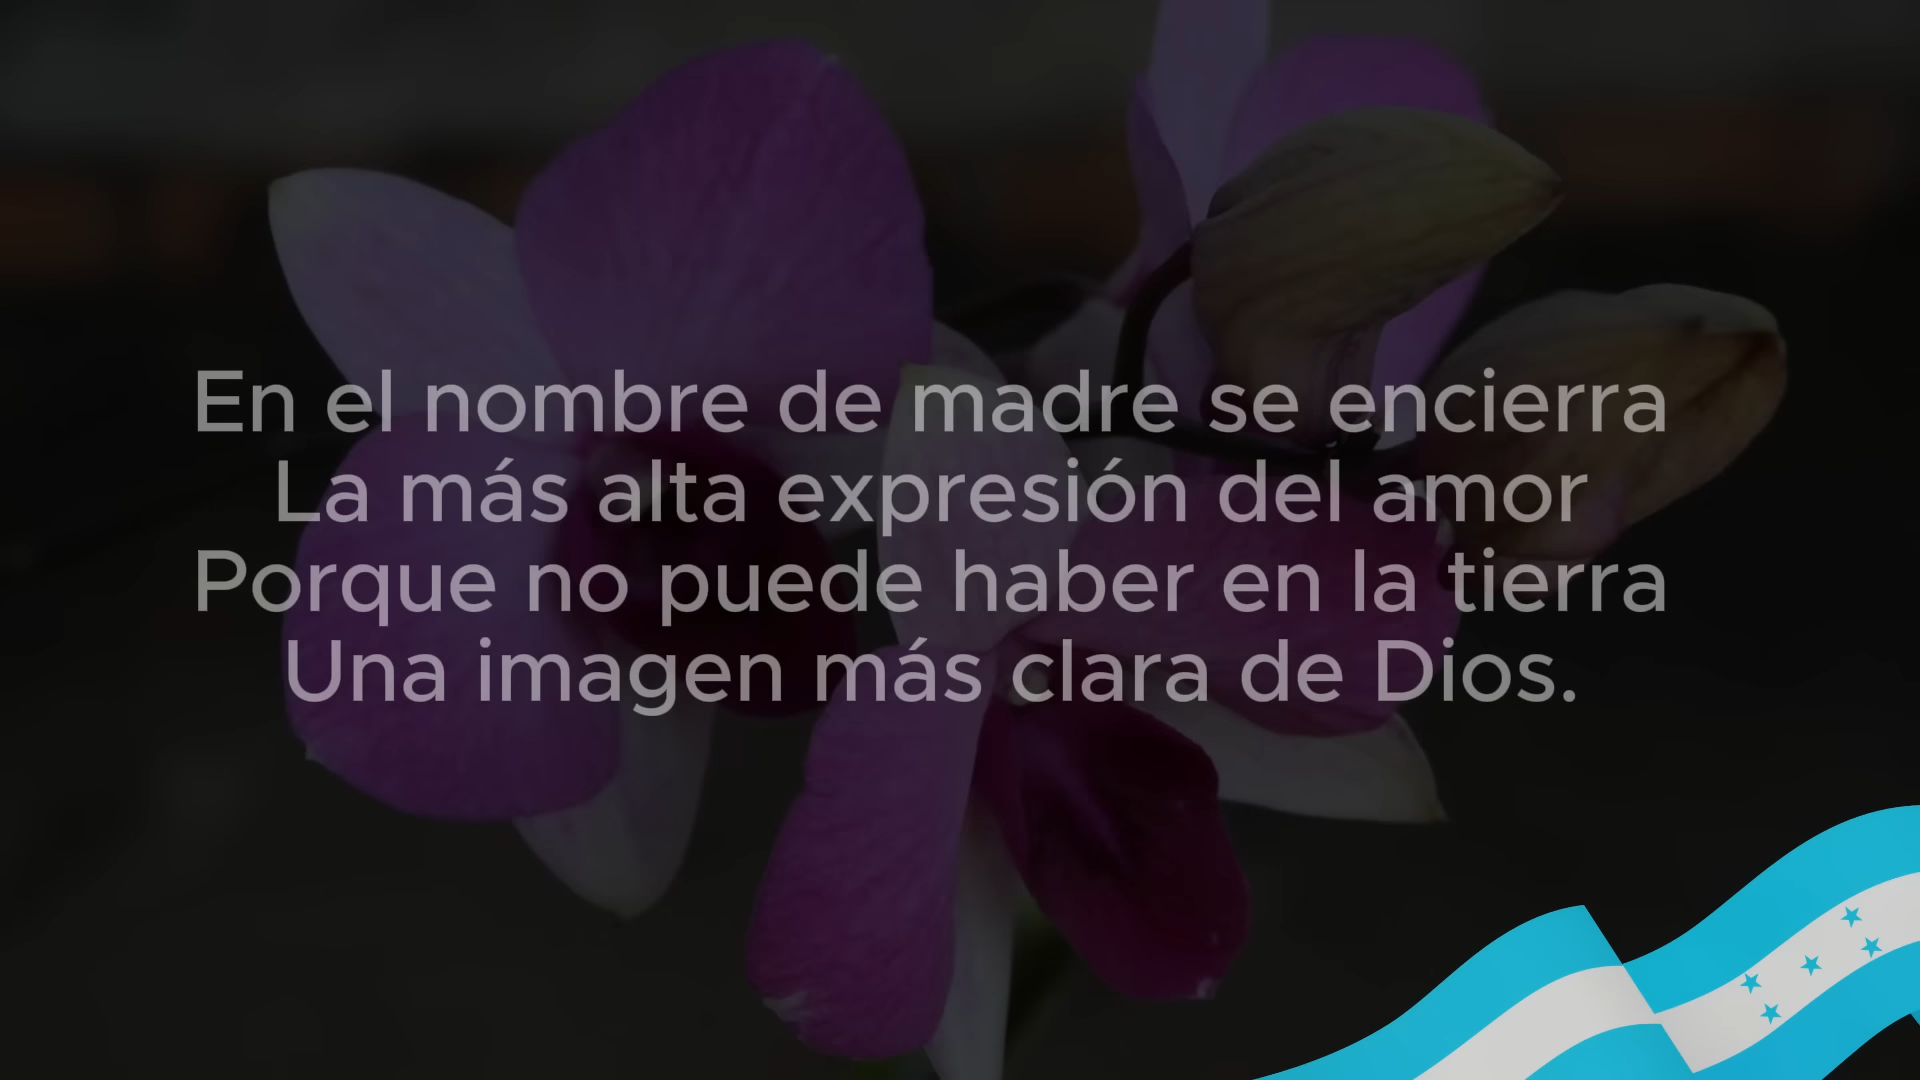 En el nombre de madre se encierra
La más alta expresión del amor
Porque no puede haber en la tierra
Una imagen más clara de Dios.